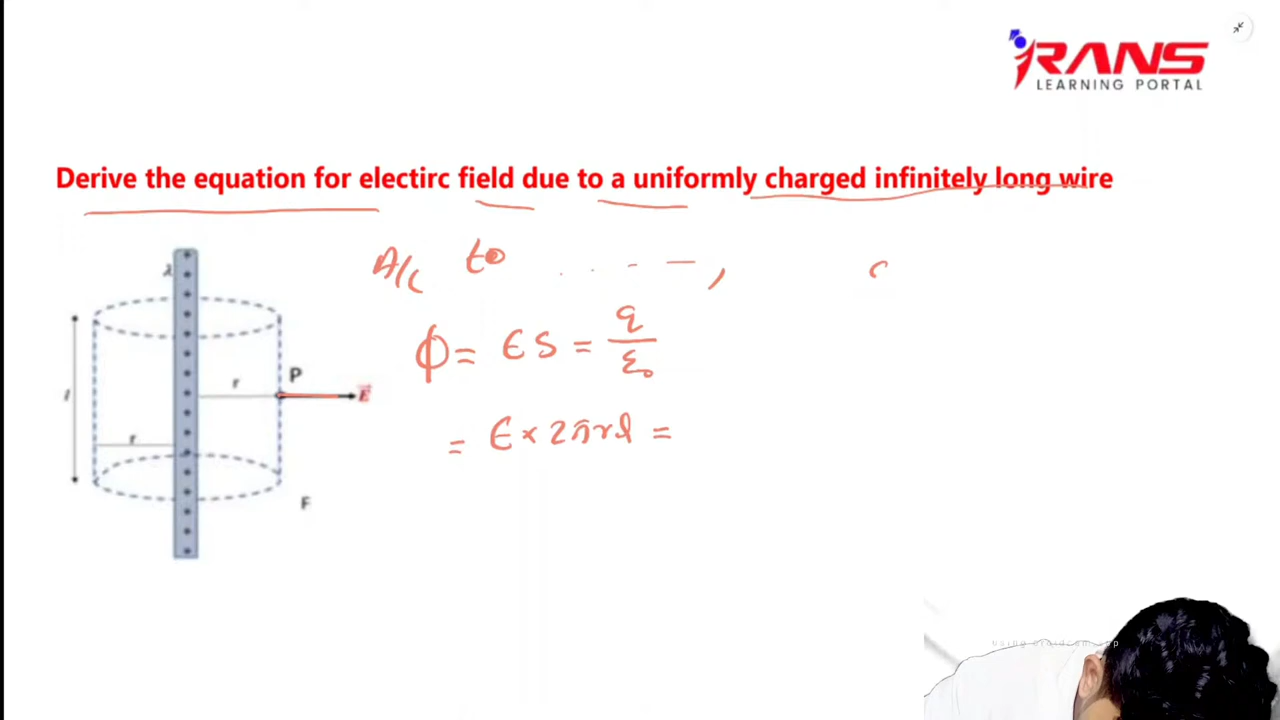 RANS
LEARNING PORTAL
Derive the equation for electirc field due to a uniformly charged infinitely long wire
λ
A/c to .... — ,
ϕ = ES = q/ε₀
P
r
E
l
= E × 2πrl =
r
F